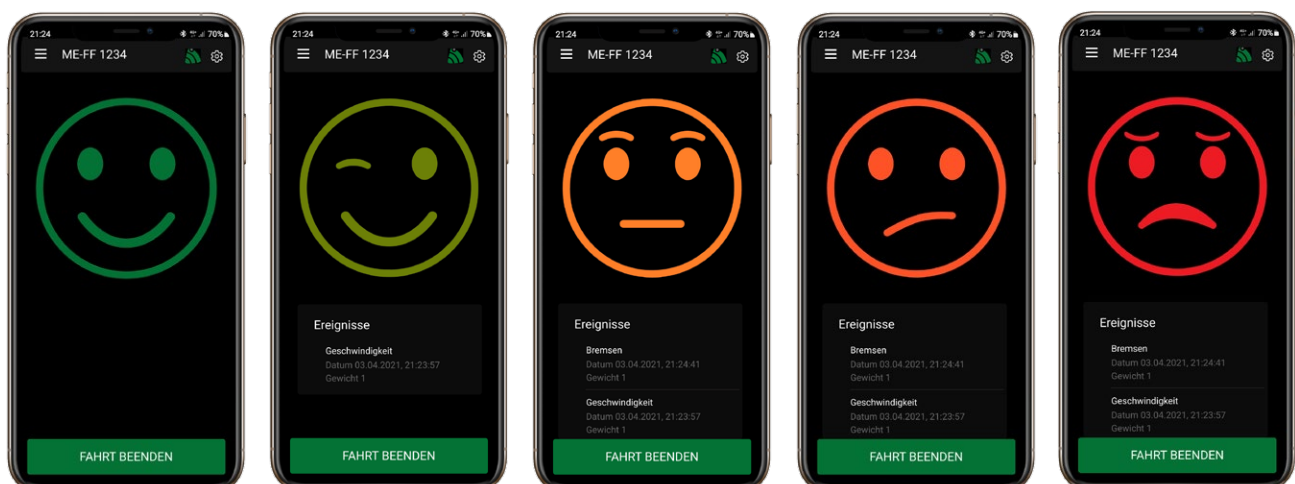 21:24
70%
ME-FF 1234
FAHRT BEENDEN
21:24
70%
ME-FF 1234
Ereignisse
Geschwindigkeit
Datum 03.04.2021, 21:23:57
Gewicht 1
FAHRT BEENDEN
21:24
70%
ME-FF 1234
Ereignisse
Bremsen
Datum 03.04.2021, 21:24:41
Gewicht 1
Geschwindigkeit
Datum 03.04.2021, 21:23:57
Gewicht 1
FAHRT BEENDEN
21:24
70%
ME-FF 1234
Ereignisse
Bremsen
Datum 03.04.2021, 21:24:41
Gewicht 1
Geschwindigkeit
Datum 03.04.2021, 21:23:57
Gewicht 1
FAHRT BEENDEN
21:24
70%
ME-FF 1234
Ereignisse
Bremsen
Datum 03.04.2021, 21:24:41
Gewicht 1
Geschwindigkeit
Datum 03.04.2021, 21:23:57
Gewicht 1
FAHRT BEENDEN